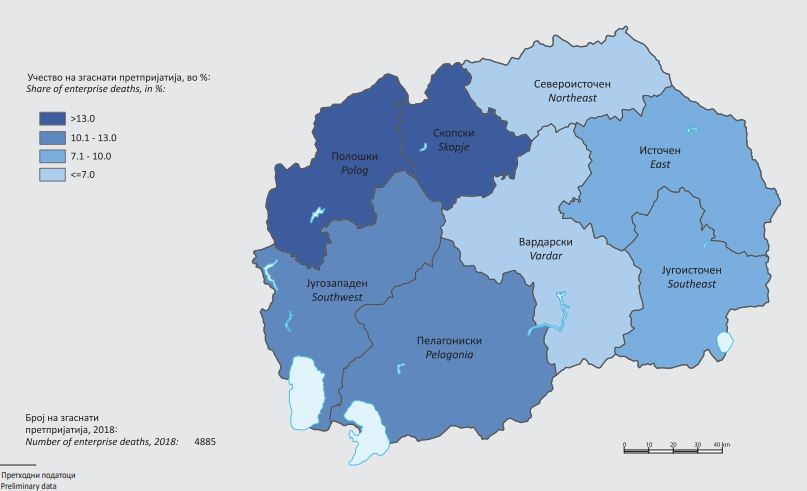 Учество на згаснати претпријатија, во %:
Share of enterprise deaths, in %:
>13.0
10.1 - 13.0
7.1 - 10.0
<=7.0
Североисточен
Northeast
Скопски
Skopje
Полошки
Polog
Источен
East
Вардарски
Vardar
Југоисточен
Southeast
Југозападен
Southwest
Пелагониски
Pelagonia
Број на згаснати
претпријатија, 2018:
Number of enterprise deaths, 2018: 4885
0 10 20 30 40 km
Претходни податоци
Preliminary data